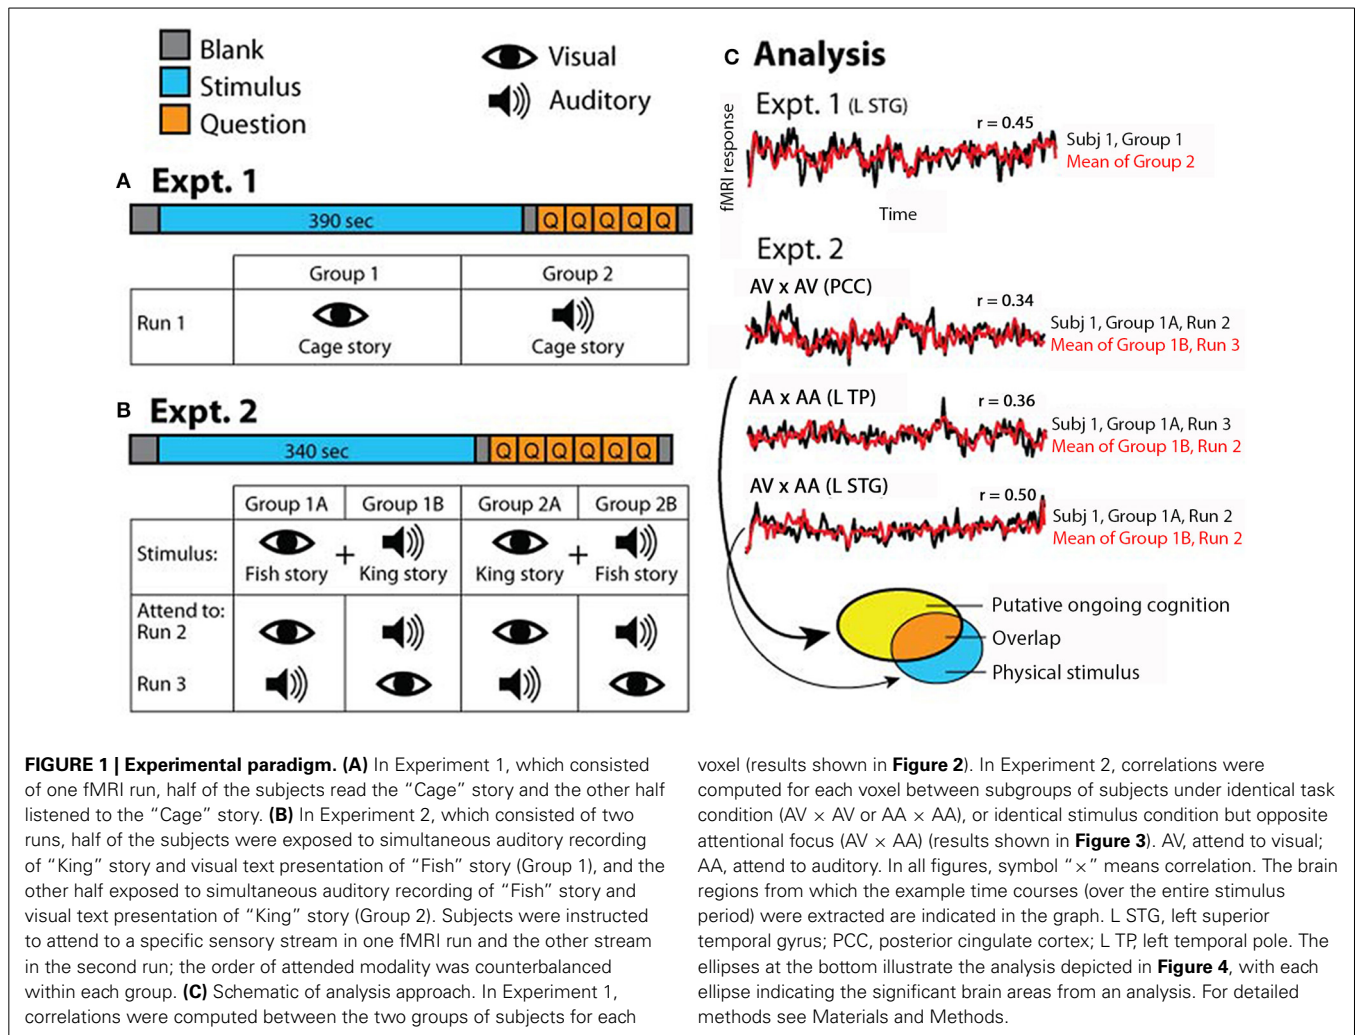 Blank
Stimulus
Question
Visual
Auditory
A Expt. 1
390 sec
Q Q Q Q Q
Group 1 Group 2
Run 1
Cage story Cage story
B Expt. 2
340 sec
Q Q Q Q Q Q
Group 1A Group 1B Group 2A Group 2B
Stimulus:
+ +
Fish story King story King story Fish story
Attend to:
Run 2
Run 3
C Analysis
Expt. 1 (L STG)
fMRI response
r = 0.45
Subj 1, Group 1
Mean of Group 2
Time
Expt. 2
AV x AV (PCC)
r = 0.34
Subj 1, Group 1A, Run 2
Mean of Group 1B, Run 3
AA x AA (L TP)
r = 0.36
Subj 1, Group 1A, Run 3
Mean of Group 1B, Run 2
AV x AA (L STG)
r = 0.50
Subj 1, Group 1A, Run 2
Mean of Group 1B, Run 2
Putative ongoing cognition
Overlap
Physical stimulus
FIGURE 1 | Experimental paradigm. (A) In Experiment 1, which consisted
of one fMRI run, half of the subjects read the “Cage” story and the other half
listened to the “Cage” story. (B) In Experiment 2, which consisted of two
runs, half of the subjects were exposed to simultaneous auditory recording
of “King” story and visual text presentation of “Fish” story (Group 1), and the
other half exposed to simultaneous auditory recording of “Fish” story and
visual text presentation of “King” story (Group 2). Subjects were instructed
to attend to a specific sensory stream in one fMRI run and the other stream
in the second run; the order of attended modality was counterbalanced
within each group. (C) Schematic of analysis approach. In Experiment 1,
correlations were computed between the two groups of subjects for each
voxel (results shown in Figure 2). In Experiment 2, correlations were
computed for each voxel between subgroups of subjects under identical task
condition (AV × AV or AA × AA), or identical stimulus condition but opposite
attentional focus (AV × AA) (results shown in Figure 3). AV, attend to visual;
AA, attend to auditory. In all figures, symbol “×” means correlation. The brain
regions from which the example time courses (over the entire stimulus
period) were extracted are indicated in the graph. L STG, left superior
temporal gyrus; PCC, posterior cingulate cortex; L TP, left temporal pole. The
ellipses at the bottom illustrate the analysis depicted in Figure 4, with each
ellipse indicating the significant brain areas from an analysis. For detailed
methods see Materials and Methods.